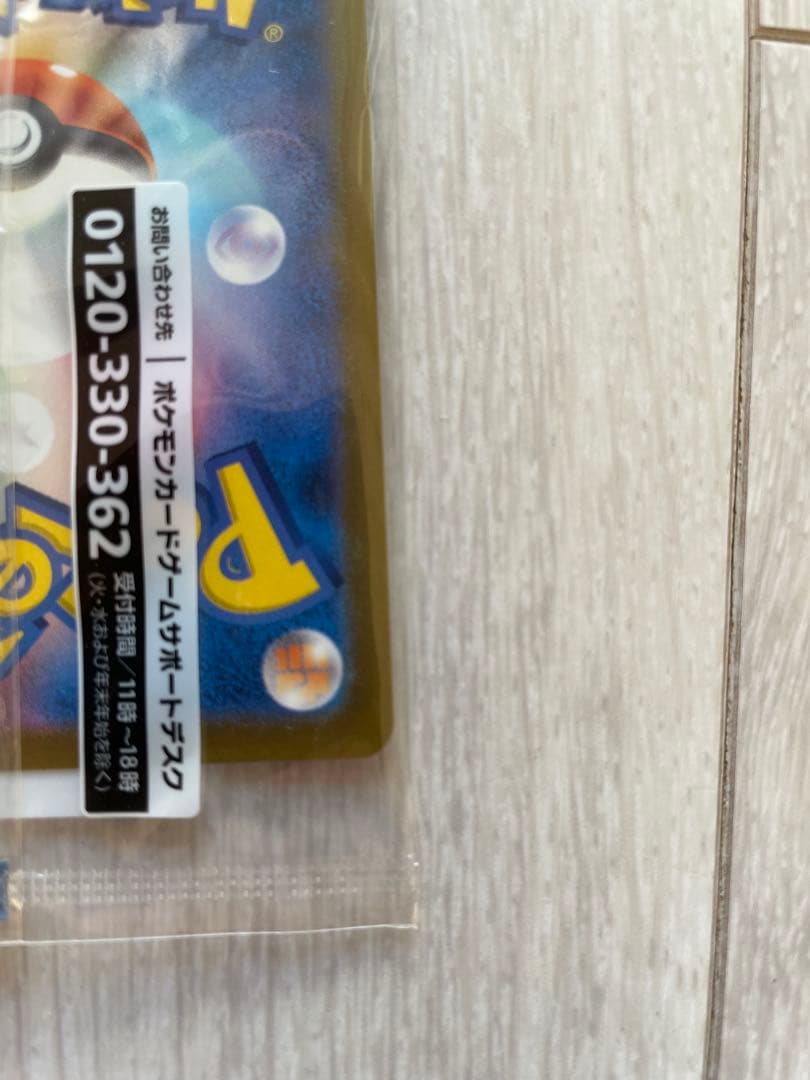 お問い合わせ先 | ポケモンカードゲームサポートデスク
0120-330-362
受付時間/11時~18時
(火・水および年末年始を除く)
P
®